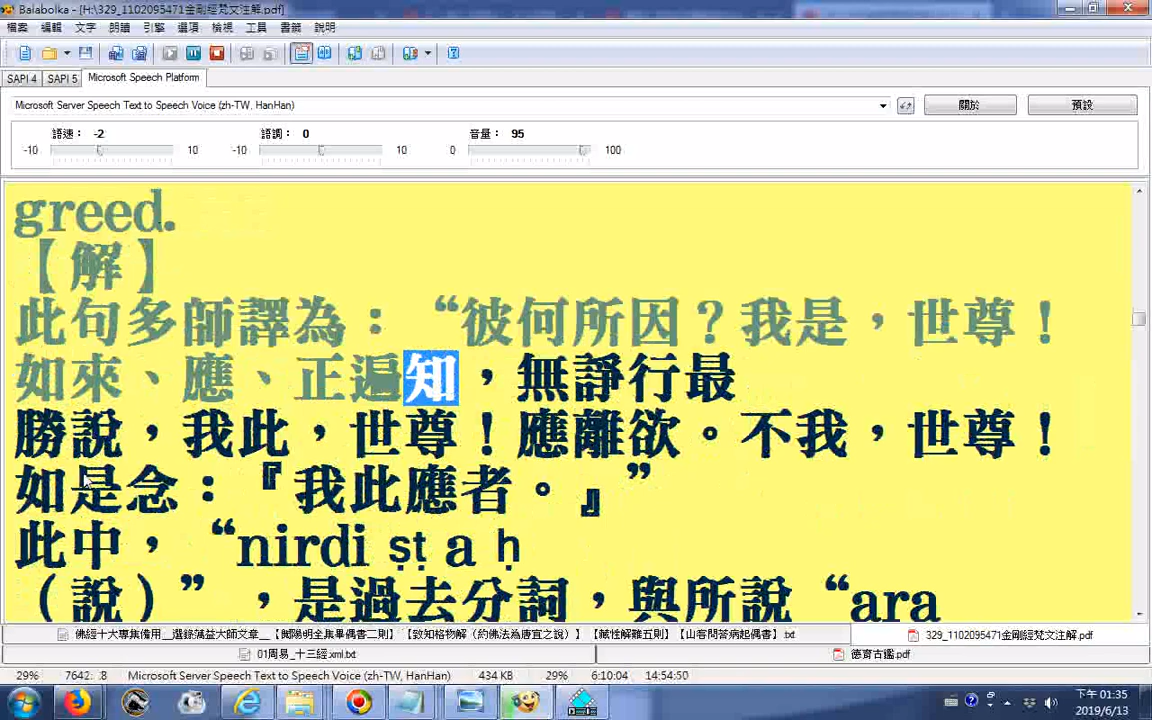 Balabolka - [H:\329_1102095471金剛經梵文注解.pdf]
檔案 編輯 文字 朗讀 引擎 選項 檢視 工具 書籤 說明
SAPI 4 SAPI 5 Microsoft Speech Platform
Microsoft Server Speech Text to Speech Voice (zh-TW, HanHan) 關於 預設
語速： -2 語調： 0 音量： 95
-10 10 -10 10 0 100
greed.
【解】
此句多師譯為：“彼何所因？我是，世尊！
如來、應、正遍知，無諍行最
勝說，我此，世尊！應離欲。不我，世尊！
如是念：『我此應者。』”
此中，“nirdi ṣṭ a ḥ
（說）”，是過去分詞，與所說“ara
佛經十大專集備用__選錄蕅益大師文章__【衡陽明全集畢偶書二則】【致知格物解（約佛法為唐宜之說）】【藏性解難五則】【山客問答病起偶書】.txt 329_1102095471金剛經梵文注解.pdf
01周易_十三經.xml.txt 德育古鑑.pdf
29% Microsoft Server Speech Text to Speech Voice (zh-TW, HanHan) 434 KB 29% 6:10:04 14:54:50
下午 01:35
2019/6/13